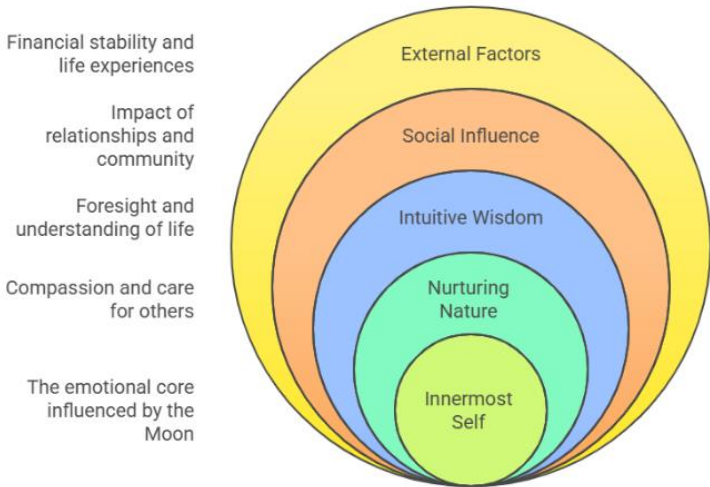 Financial stability and
life experiences
External Factors
Impact of
relationships and
community
Social Influence
Foresight and
understanding of life
Intuitive Wisdom
Compassion and care
for others
Nurturing
Nature
The emotional core
influenced by the
Moon
Innermost
Self